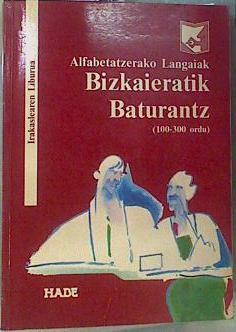 Alfabetatzerako Langaiak
Bizkaieratik
Baturantz
(100-300 ordu)
Irakaslearen Liburua
HADE